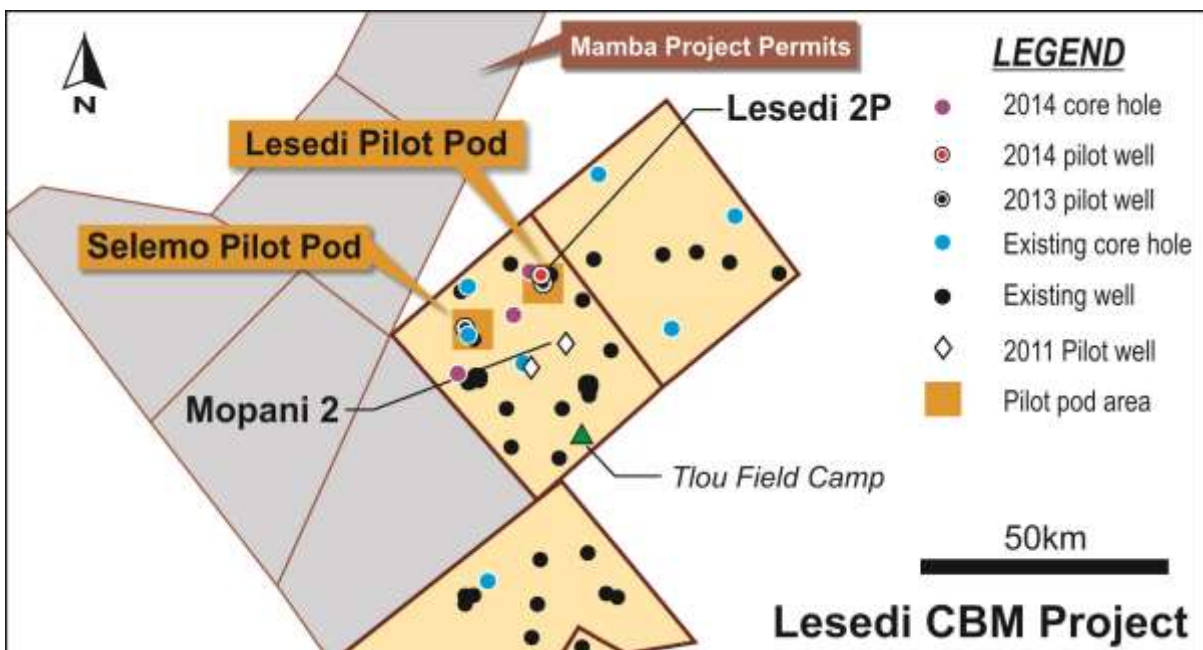 Mamba Project Permits
N
Lesedi 2P
Lesedi Pilot Pod
Selemo Pilot Pod
Mopani 2
Tlou Field Camp
LEGEND
2014 core hole
2014 pilot well
2013 pilot well
Existing core hole
Existing well
2011 Pilot well
Pilot pod area
50km
Lesedi CBM Project